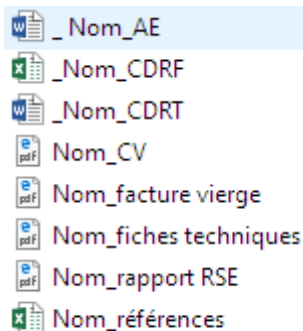 _ Nom_AE
_Nom_CDRF
_Nom_CDRT
Nom_CV
Nom_facture vierge
Nom_fiches techniques
Nom_rapport RSE
Nom_références